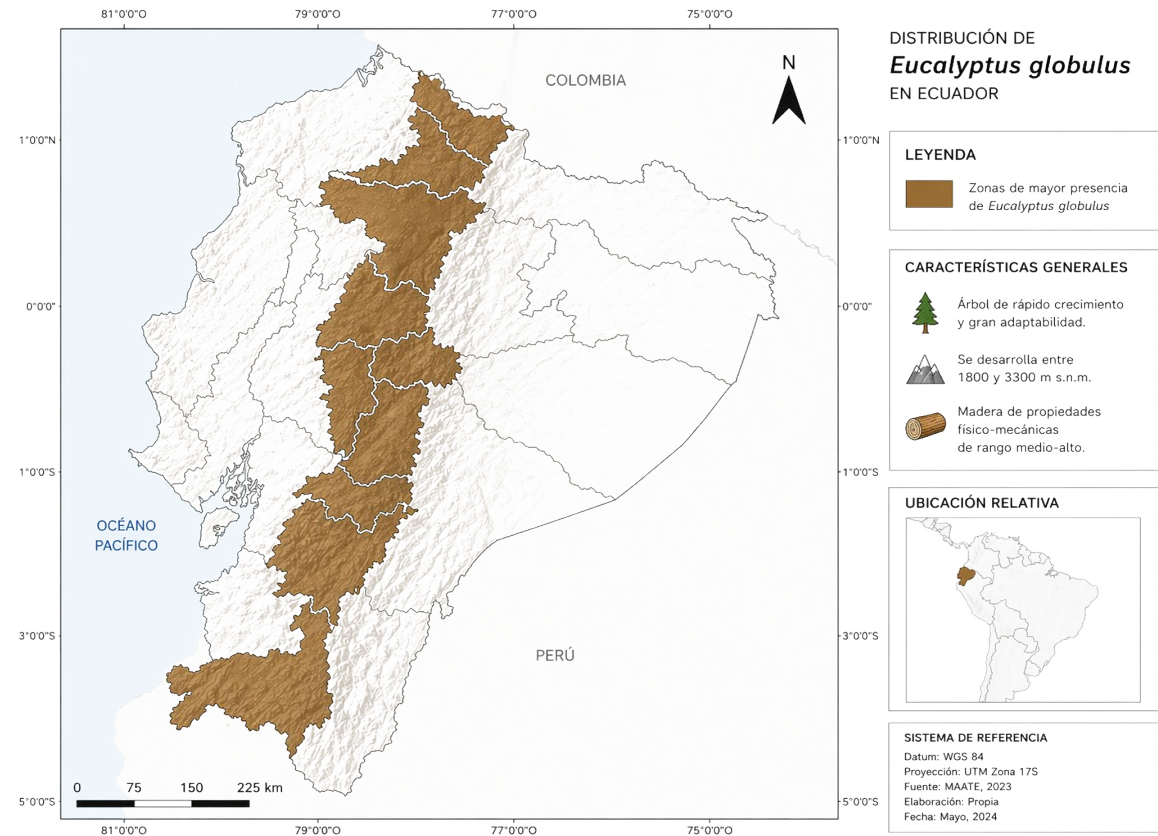 81°0'0"O 79°0'0"O 77°0'0"O 75°0'0"O
DISTRIBUCIÓN DE
Eucalyptus globulus
EN ECUADOR
N
COLOMBIA
1°0'0"N
1°0'0"N
LEYENDA
Zonas de mayor presencia
de Eucalyptus globulus
CARACTERÍSTICAS GENERALES
Árbol de rápido crecimiento
y gran adaptabilidad.
0°0'0"
0°0'0"
Se desarrolla entre
1800 y 3300 m s.n.m.
Madera de propiedades
físico-mecánicas
de rango medio-alto.
1°0'0"S
1°0'0"S
UBICACIÓN RELATIVA
OCÉANO
PACÍFICO
3°0'0"S
3°0'0"S
PERÚ
SISTEMA DE REFERENCIA
Datum: WGS 84
Proyección: UTM Zona 17S
Fuente: MAATE, 2023
Elaboración: Propia
Fecha: Mayo, 2024
0 75 150 225 km
5°0'0"S
5°0'0"S
81°0'0"O 79°0'0"O 77°0'0"O 75°0'0"O